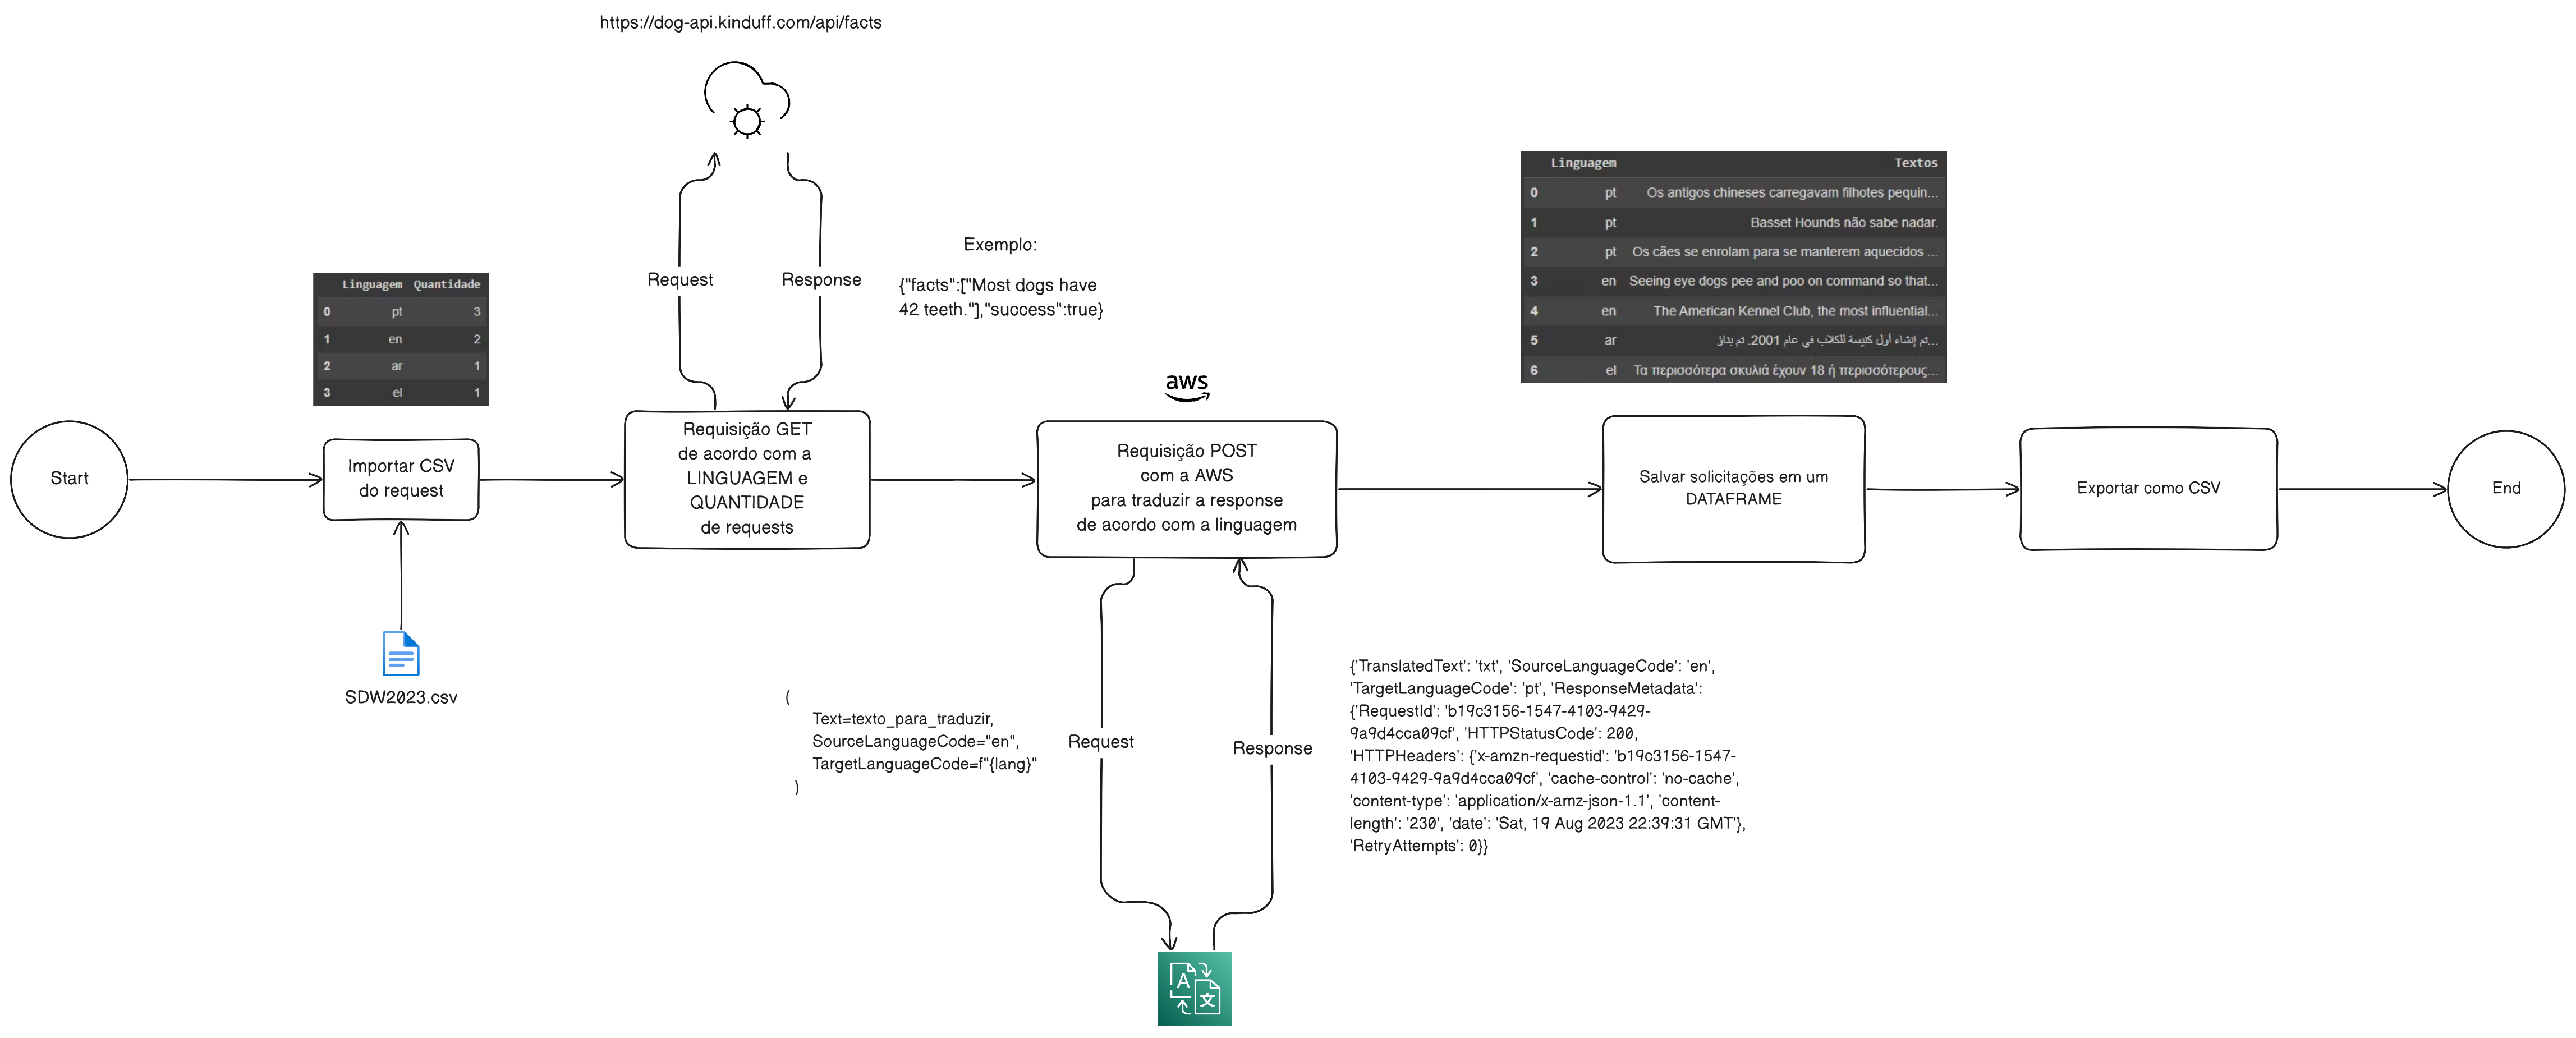 https://dog-api.kinduff.com/api/facts
Request
Response
Exemplo:
{"facts":["Most dogs have
42 teeth."],"success":true}
Linguagem Quantidade
0 pt 3
1 en 2
2 ar 1
3 el 1
Linguagem Textos
0 pt Os antigos chineses carregavam filhotes pequin...
1 pt Basset Hounds não sabe nadar.
2 pt Os cães se enrolam para se manterem aquecidos ...
3 en Seeing eye dogs pee and poo on command so that...
4 en The American Kennel Club, the most influential...
5 ar تم إنشاء أول كنيسة للكلاب في عام 2001. تم بناؤ...
6 el Τα περισσότερα σκυλιά έχουν 18 ή περισσότερους...
aws
Start
Importar CSV
do request
Requisição GET
de acordo com a
LINGUAGEM e
QUANTIDADE
de requests
Requisição POST
com a AWS
para traduzir a response
de acordo com a linguagem
Salvar solicitações em um
DATAFRAME
Exportar como CSV
End
SDW2023.csv
(
Text=texto_para_traduzir,
SourceLanguageCode="en",
TargetLanguageCode=f"{lang}"
)
Request
Response
{'TranslatedText': 'txt', 'SourceLanguageCode': 'en',
'TargetLanguageCode': 'pt', 'ResponseMetadata':
{'RequestId': 'b19c3156-1547-4103-9429-
9a9d4cca09cf', 'HTTPStatusCode': 200,
'HTTPHeaders': {'x-amzn-requestid': 'b19c3156-1547-
4103-9429-9a9d4cca09cf', 'cache-control': 'no-cache',
'content-type': 'application/x-amz-json-1.1', 'content-
length': '230', 'date': 'Sat, 19 Aug 2023 22:39:31 GMT'},
'RetryAttempts': 0}}
A
文